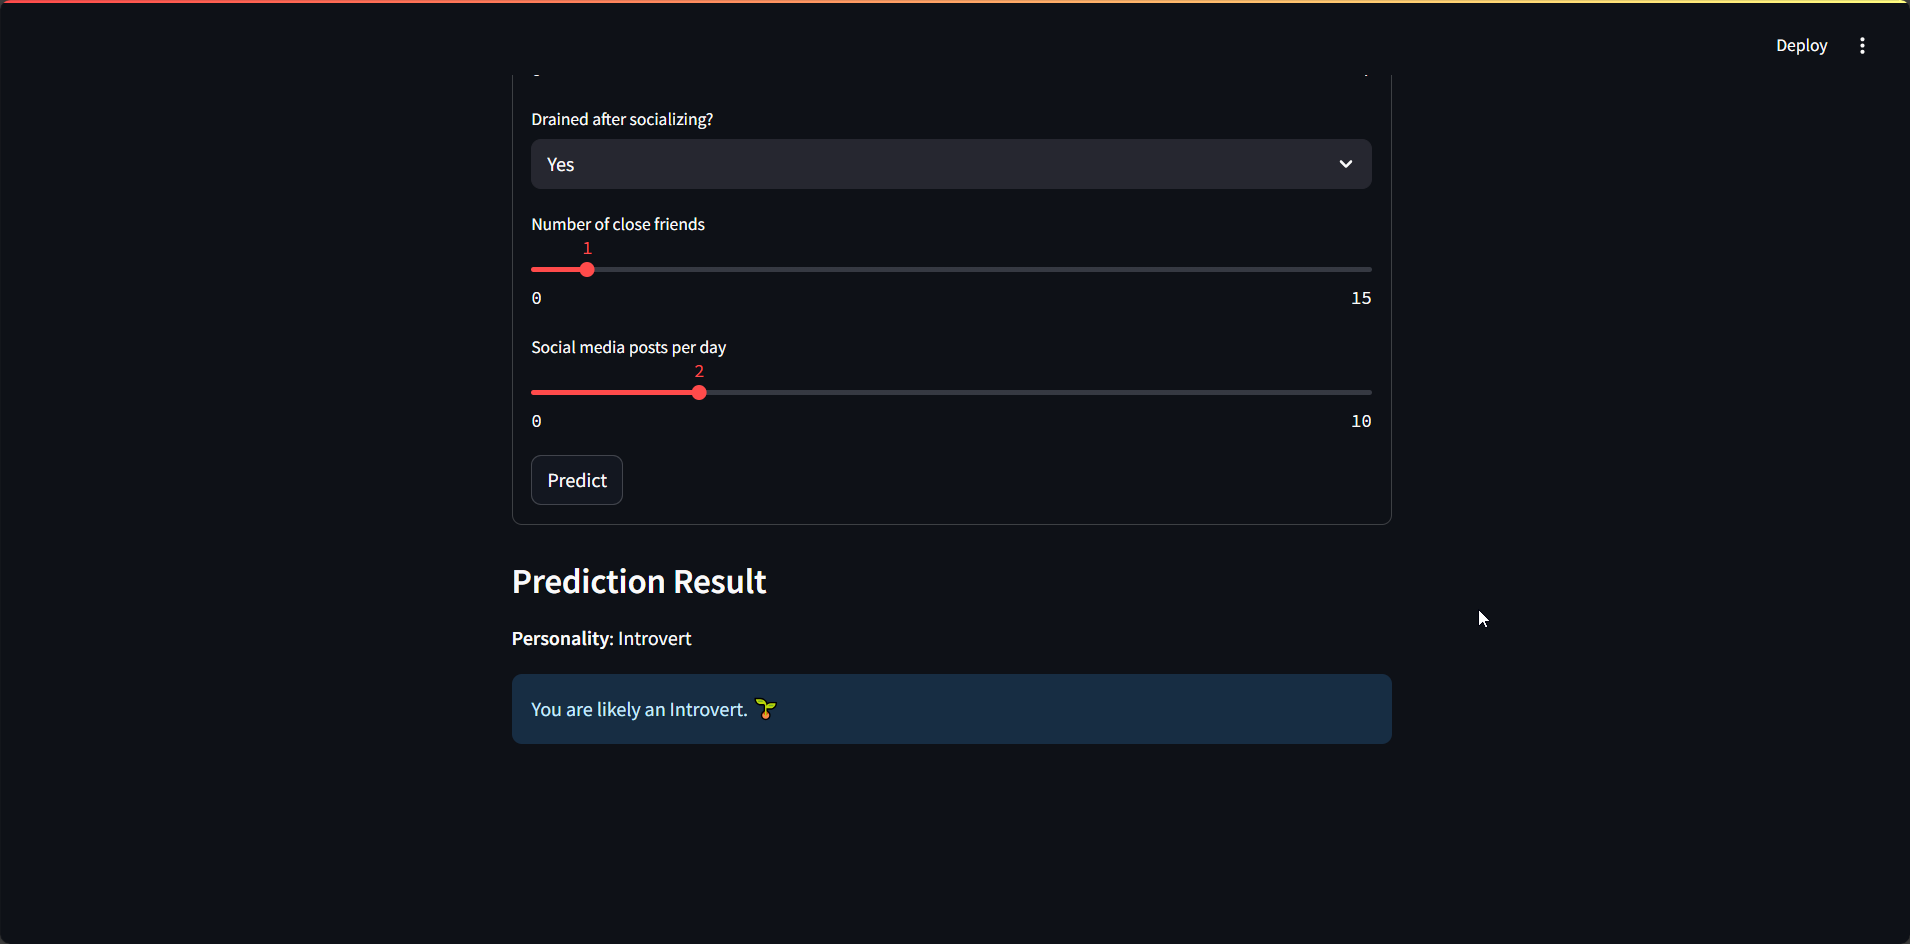 Deploy
Drained after socializing?
Yes
Number of close friends
1
0 15
Social media posts per day
2
0 10
Predict
Prediction Result
Personality: Introvert
You are likely an Introvert. 🌱